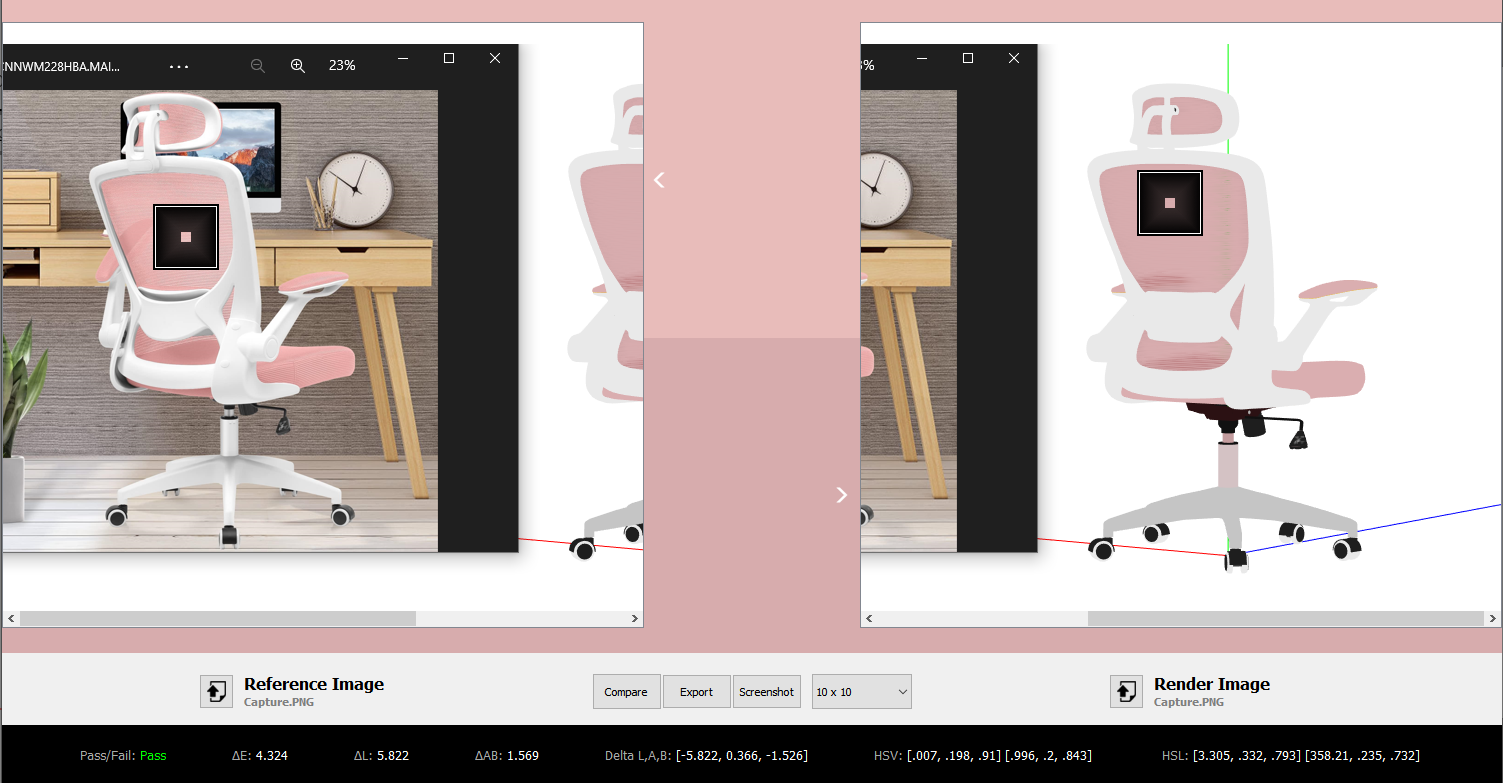 CNNWM228HBA.MAI... ... 23%
3%
Reference Image
Capture.PNG
Compare Export Screenshot 10 x 10
Render Image
Capture.PNG
Pass/Fail: Pass ΔE: 4.324 ΔL: 5.822 ΔAB: 1.569 Delta L,A,B: [-5.822, 0.366, -1.526] HSV: [.007, .198, .91] [.996, .2, .843] HSL: [3.305, .332, .793] [358.21, .235, .732]